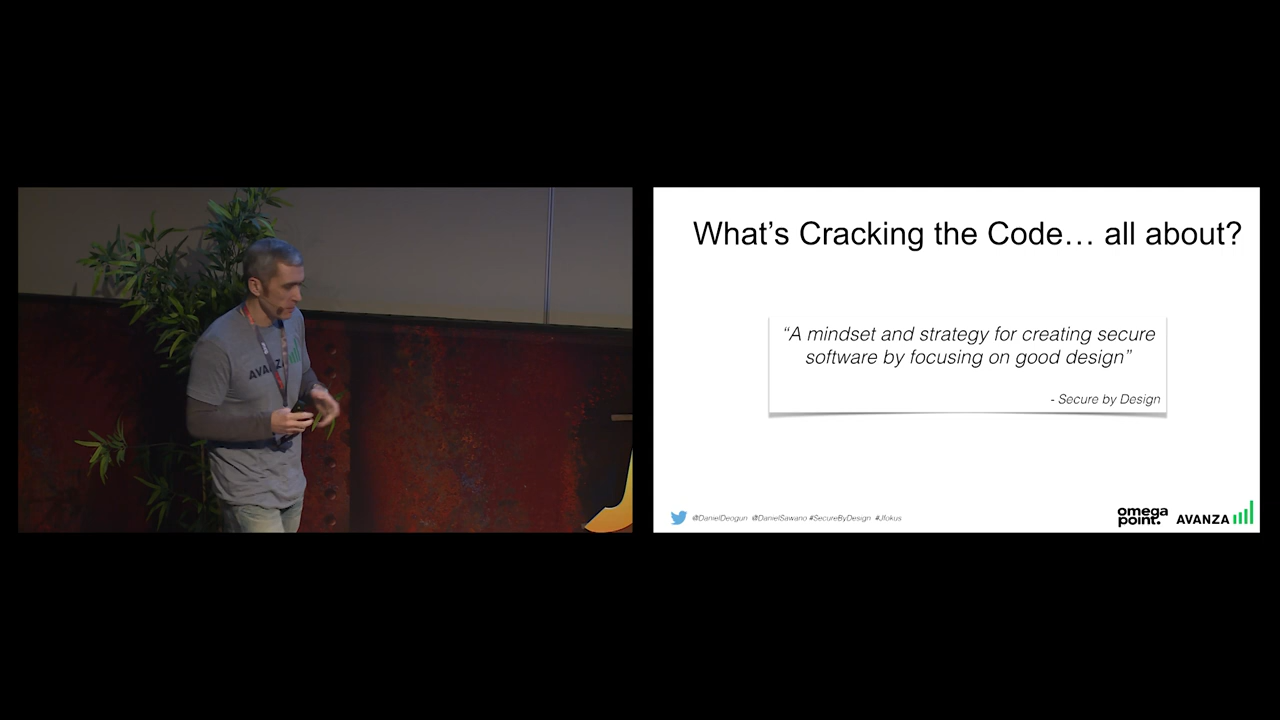 What's Cracking the Code… all about?
“A mindset and strategy for creating secure
software by focusing on good design”
- Secure by Design
@DanielDeogun @DanielSawano #SecureByDesign #Jfokus
omega
point.
AVANZA
AVANZA